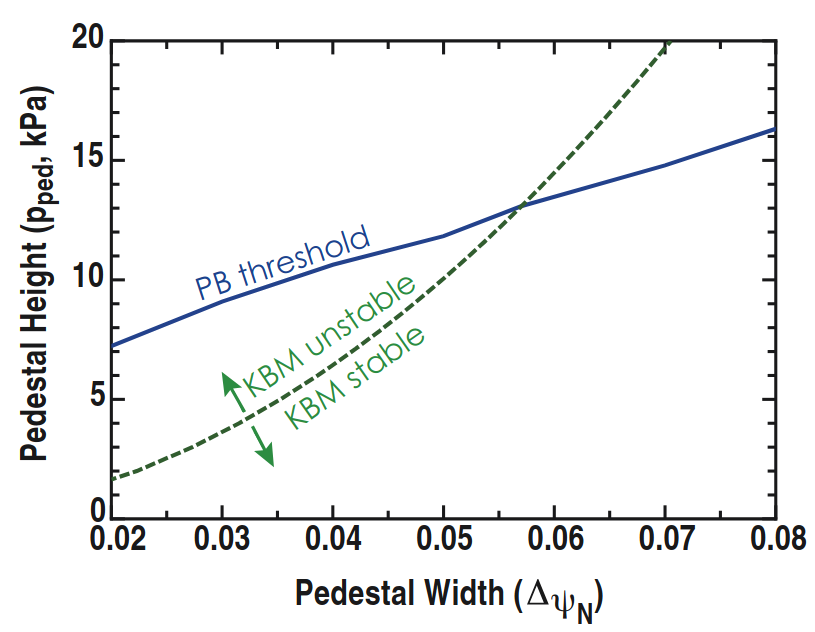 20
15
10
5
0
Pedestal Height (pped, kPa)
PB threshold
KBM unstable
KBM stable
0.02 0.03 0.04 0.05 0.06 0.07 0.08
Pedestal Width (ΔψN)